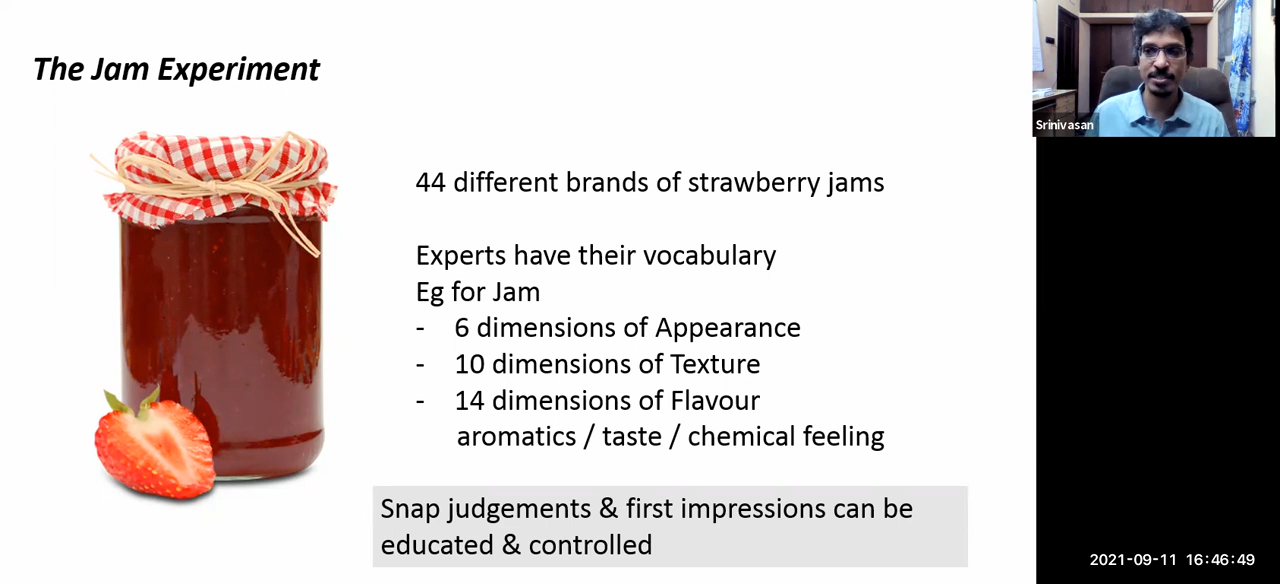 The Jam Experiment
44 different brands of strawberry jams
Experts have their vocabulary
Eg for Jam
- 6 dimensions of Appearance
- 10 dimensions of Texture
- 14 dimensions of Flavour
aromatics / taste / chemical feeling
Snap judgements & first impressions can be
educated & controlled
Srinivasan
2021-09-11 16:46:49